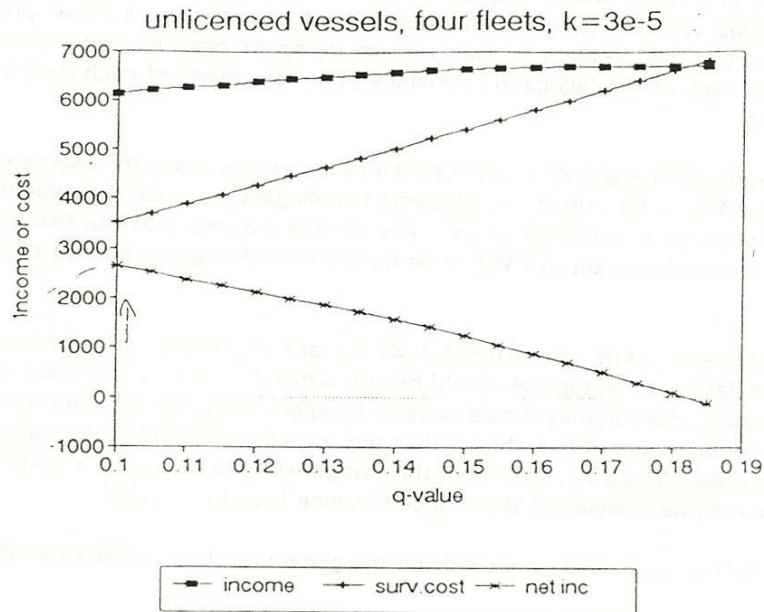 unlicenced vessels, four fleets, k=3e-5
7000
6000
5000
4000
3000
2000
1000
0
-1000
Income or cost
0.1 0.11 0.12 0.13 0.14 0.15 0.16 0.17 0.18 0.19
q-value
income surv.cost net inc